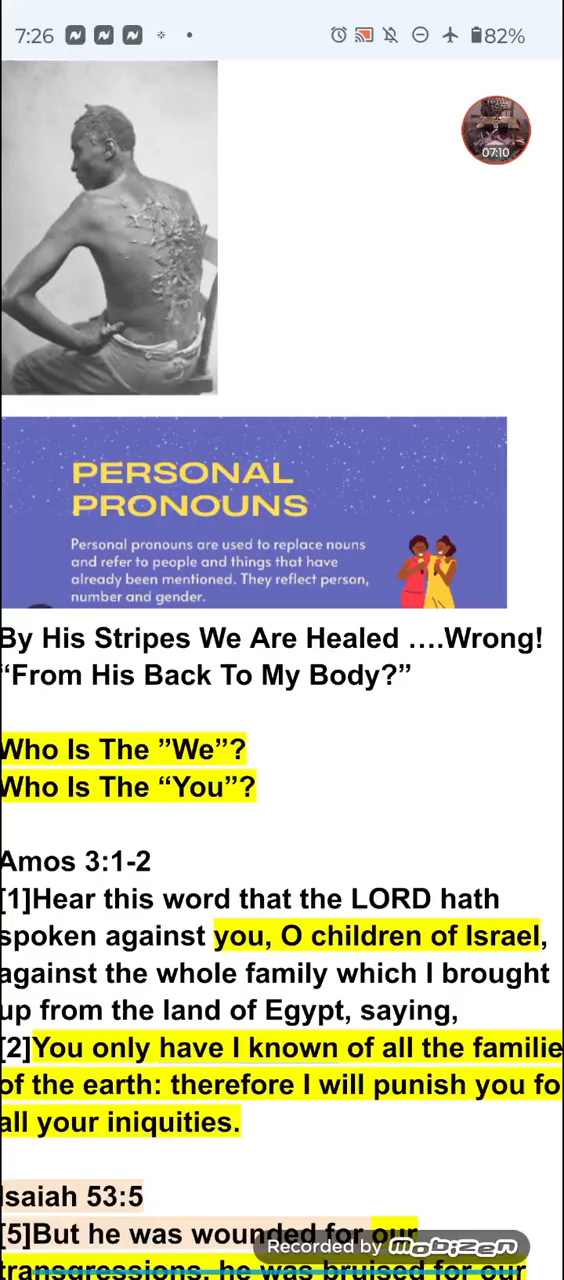 7:26
82%
07:10
PERSONAL
PRONOUNS
Personal pronouns are used to replace nouns
and refer to people and things that have
already been mentioned. They reflect person,
number and gender.
By His Stripes We Are Healed ….Wrong!
“From His Back To My Body?”
Who Is The ”We”?
Who Is The “You”?
Amos 3:1-2
[1]Hear this word that the LORD hath
spoken against you, O children of Israel,
against the whole family which I brought
up from the land of Egypt, saying,
[2]You only have I known of all the familie
of the earth: therefore I will punish you fo
all your iniquities.
Isaiah 53:5
[5]But he was wounded for our
Recorded by mobizen
transgressions, he was bruised for our